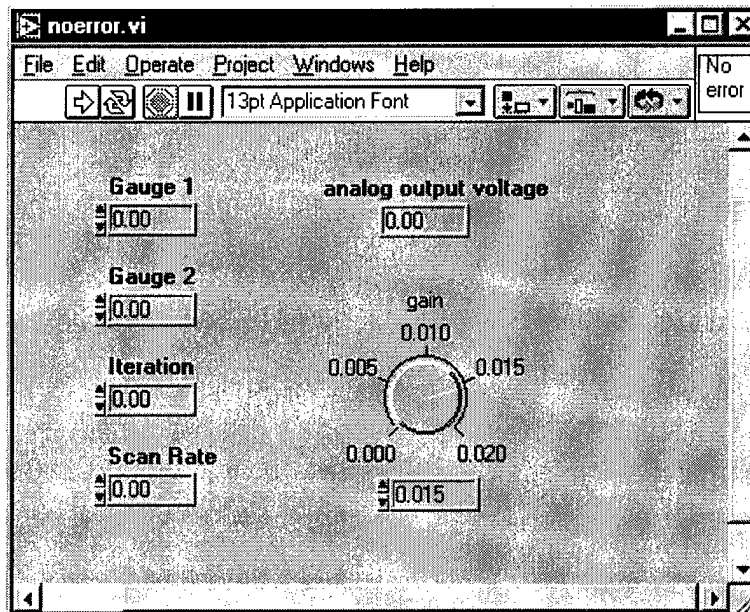 noerror.vi
File Edit Operate Project Windows Help
No
error
13pt Application Font
Gauge 1
0.00
analog output voltage
0.00
Gauge 2
0.00
gain
0.010
0.005
0.015
0.000
0.020
0.015
Iteration
0.00
Scan Rate
0.00